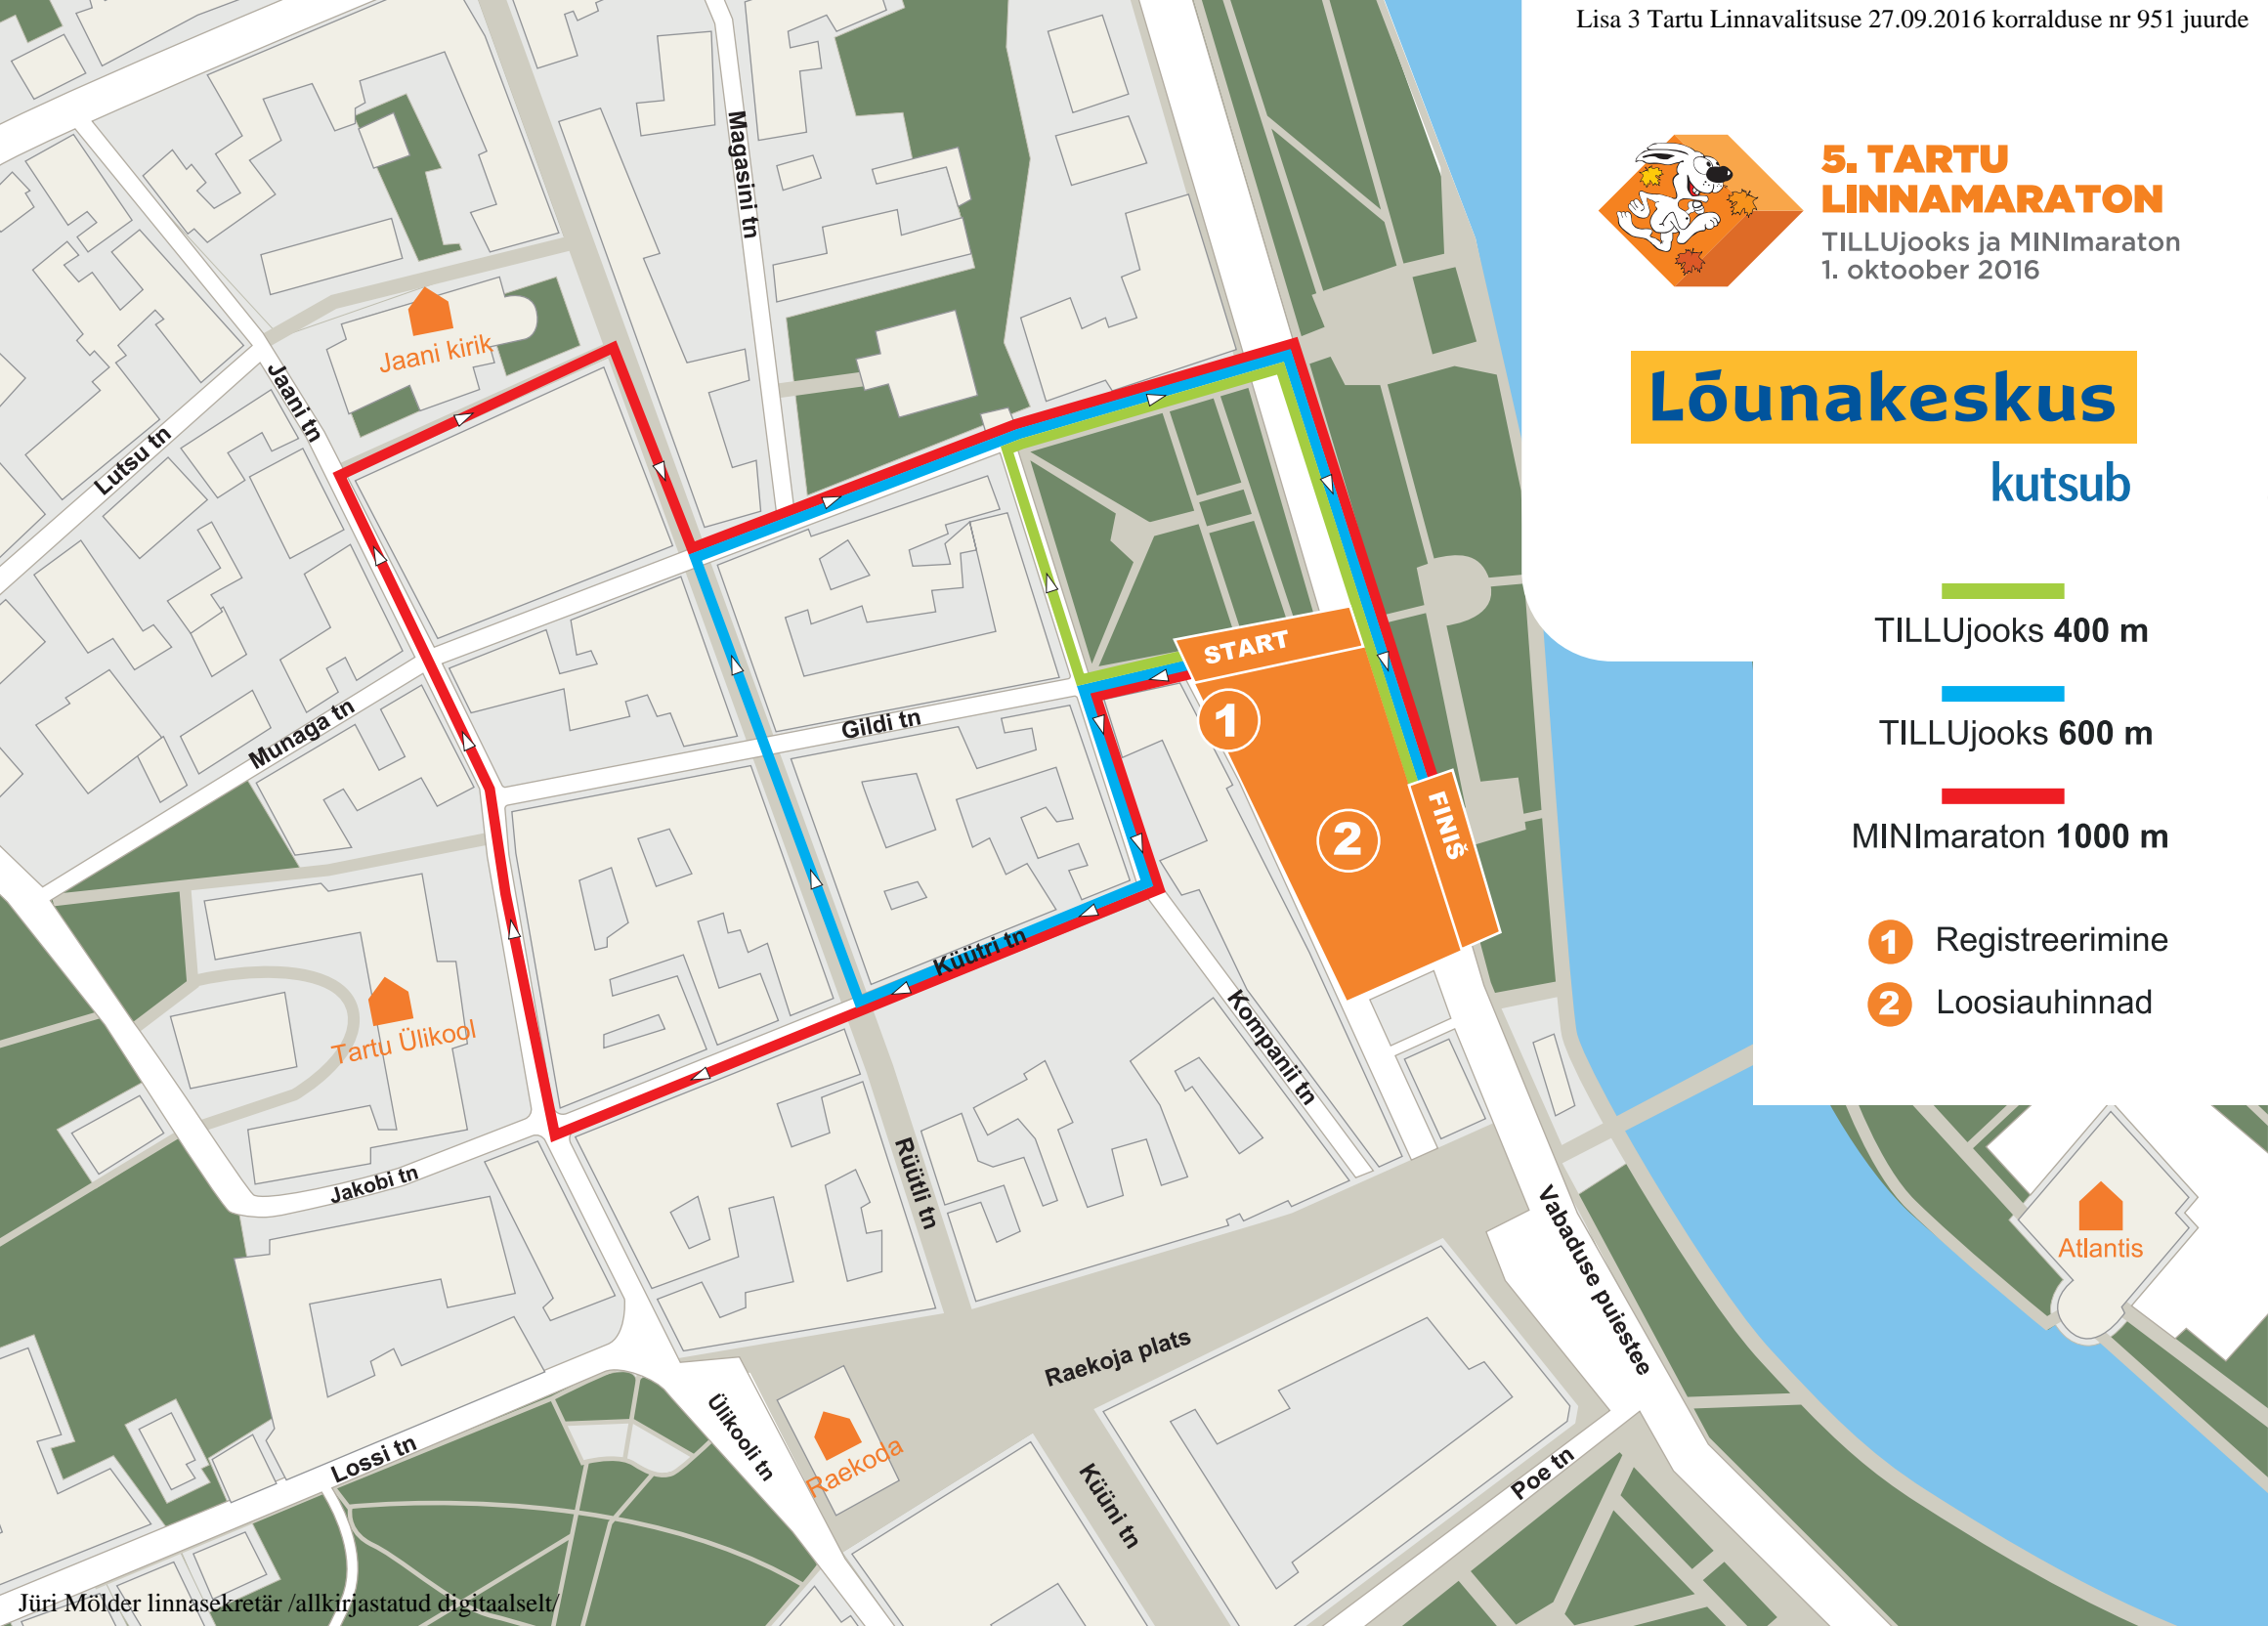 Lisa 3 Tartu Linnavalitsuse 27.09.2016 korralduse nr 951 juurde
5. TARTU
LINNAMARATON
TILLUjooks ja MINImaraton
1. oktoober 2016
Lõunakeskus
kutsub
TILLUjooks 400 m
TILLUjooks 600 m
MINImaraton 1000 m
1 Registreerimine
2 Loosiauhinnad
Magasini tn
Jaani kirik
Jaani tn
Lutsu tn
START
1
Munaga tn
Gildi tn
2
FINIŠ
Küütri tn
Tartu Ülikool
Kompanii tn
Jakobi tn
Rüütli tn
Vabaduse puiestee
Atlantis
Raekoja plats
Ülikooli tn
Raekoda
Lossi tn
Küüni tn
Poe tn
Jüri Mölder linnasekretär /allkirjastatud digitaalselt/